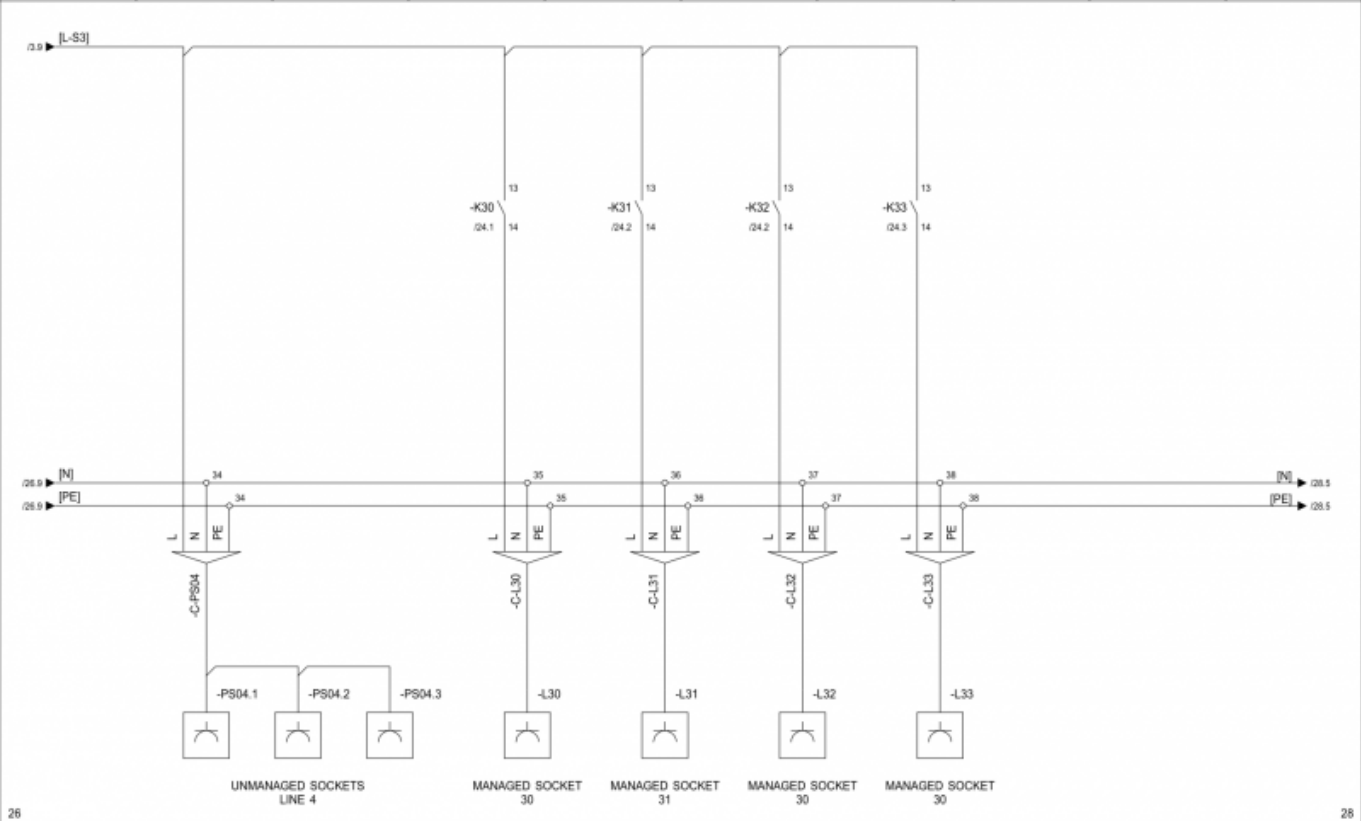 /3.9 [L-S3]
13 13 13 13
-K30 -K31 -K32 -K33
/24.1 14 /24.2 14 /24.2 14 /24.3 14
[N] 34 35 36 37 38 [N]
/26.9 /28.5
[PE] 34 35 36 37 38 [PE]
/26.9 /28.5
L N PE L N PE L N PE L N PE L N PE
-C-PS04 -C-L30 -C-L31 -C-L32 -C-L33
-PS04.1 -PS04.2 -PS04.3 -L30 -L31 -L32 -L33
UNMANAGED SOCKETS MANAGED SOCKET MANAGED SOCKET MANAGED SOCKET MANAGED SOCKET
LINE 4 30 31 30 30
26 28